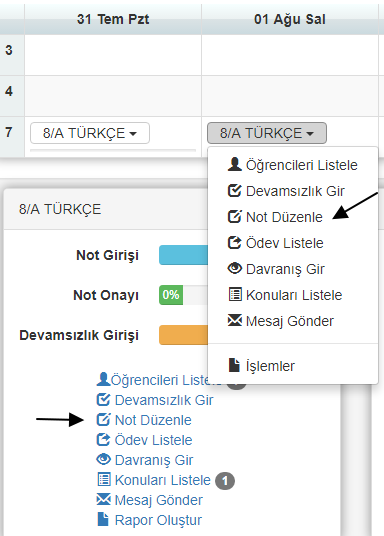 31 Tem Pzt
01 Ağu Sal
3
4
7
8/A TÜRKÇE
8/A TÜRKÇE
Öğrencileri Listele
Devamsızlık Gir
Not Düzenle
Ödev Listele
Davranış Gir
Konuları Listele
Mesaj Gönder
İşlemler
8/A TÜRKÇE
Not Girişi
Not Onayı
0%
Devamsızlık Girişi
Öğrencileri Listele
Devamsızlık Gir
Not Düzenle
Ödev Listele
Davranış Gir
Konuları Listele 1
Mesaj Gönder
Rapor Oluştur